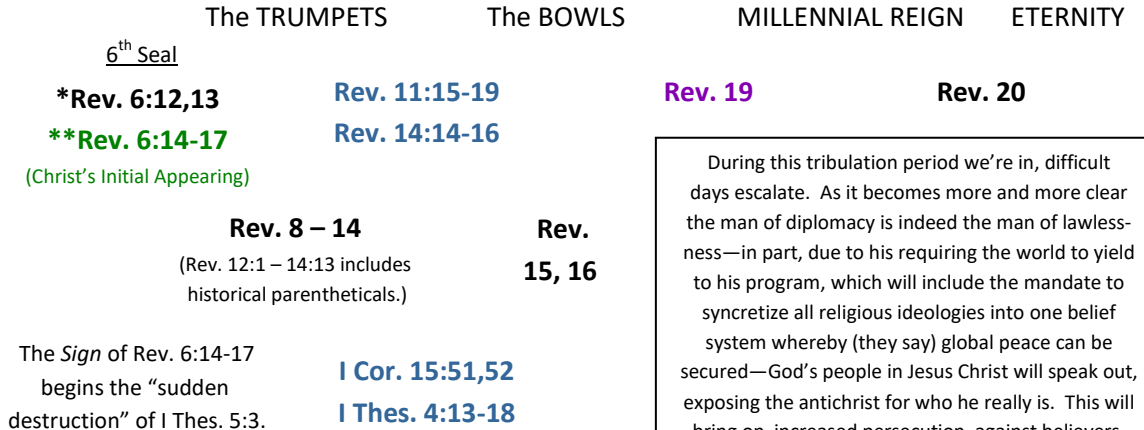 The TRUMPETS The BOWLS MILLENNIAL REIGN ETERNITY
6th Seal
*Rev. 6:12,13 Rev. 11:15-19 Rev. 19 Rev. 20
**Rev. 6:14-17 Rev. 14:14-16
(Christ’s Initial Appearing)
Rev. 8 – 14
(Rev. 12:1 – 14:13 includes
historical parentheticals.)
Rev.
15, 16
The Sign of Rev. 6:14-17
begins the “sudden
destruction” of I Thes. 5:3.
I Cor. 15:51,52
I Thes. 4:13-18
During this tribulation period we’re in, difficult
days escalate. As it becomes more and more clear
the man of diplomacy is indeed the man of lawless-
ness—in part, due to his requiring the world to yield
to his program, which will include the mandate to
syncretize all religious ideologies into one belief
system whereby (they say) global peace can be
secured—God’s people in Jesus Christ will speak out,
exposing the antichrist for who he really is. This will
bring on increased persecution against believers